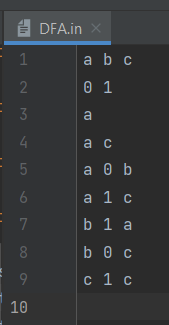 DFA.in
1 a b c
2 0 1
3 a
4 a c
5 a 0 b
6 a 1 c
7 b 1 a
8 b 0 c
9 c 1 c
10